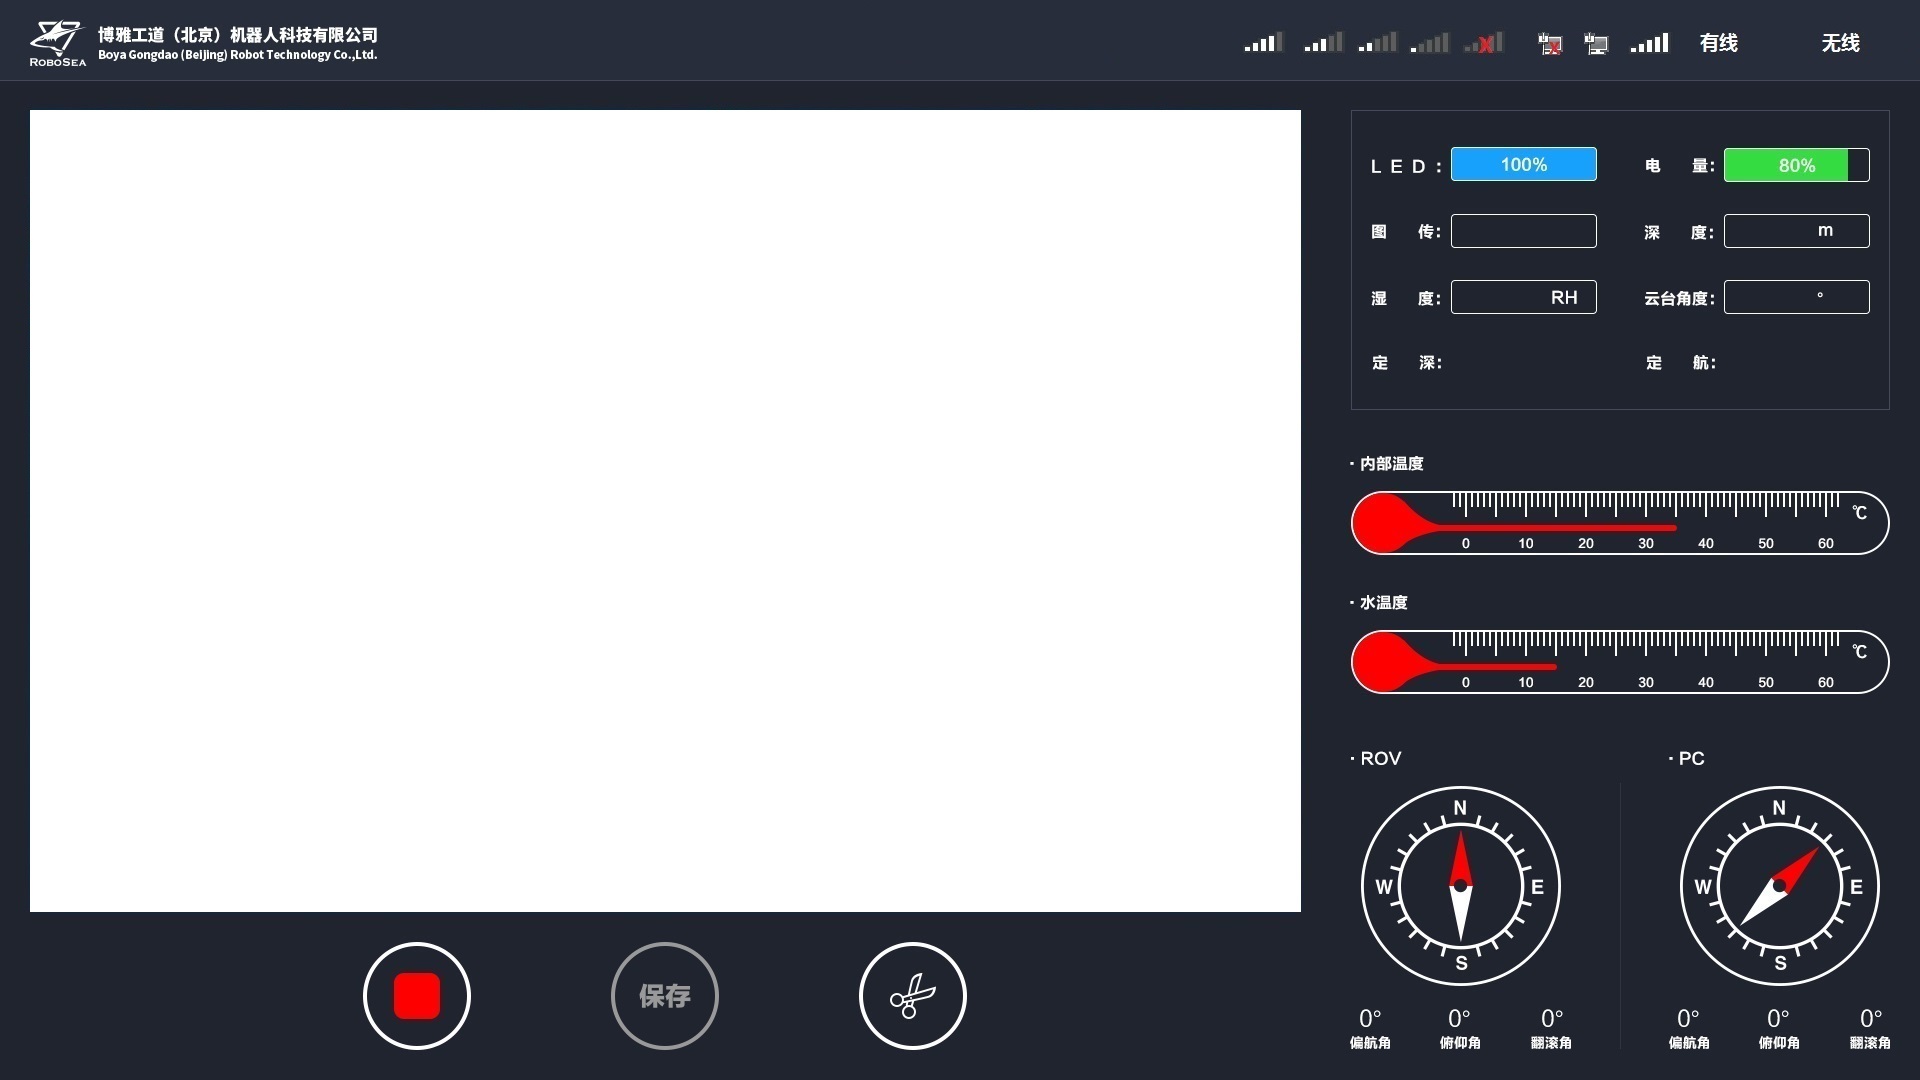 博雅工道（北京）机器人科技有限公司
Boya Gongdao (Beijing) Robot Technology Co.,Ltd.
ROBOSEA
有线 无线
LED： 100% 电 量： 80%
图 传： 深 度： m
湿 度： RH 云台角度： °
定 深： 定 航：
· 内部温度
℃
0 10 20 30 40 50 60
· 水温度
℃
0 10 20 30 40 50 60
· ROV · PC
N N
W E W E
S S
保存
0° 0° 0° 0° 0° 0°
偏航角 俯仰角 翻滚角 偏航角 俯仰角 翻滚角